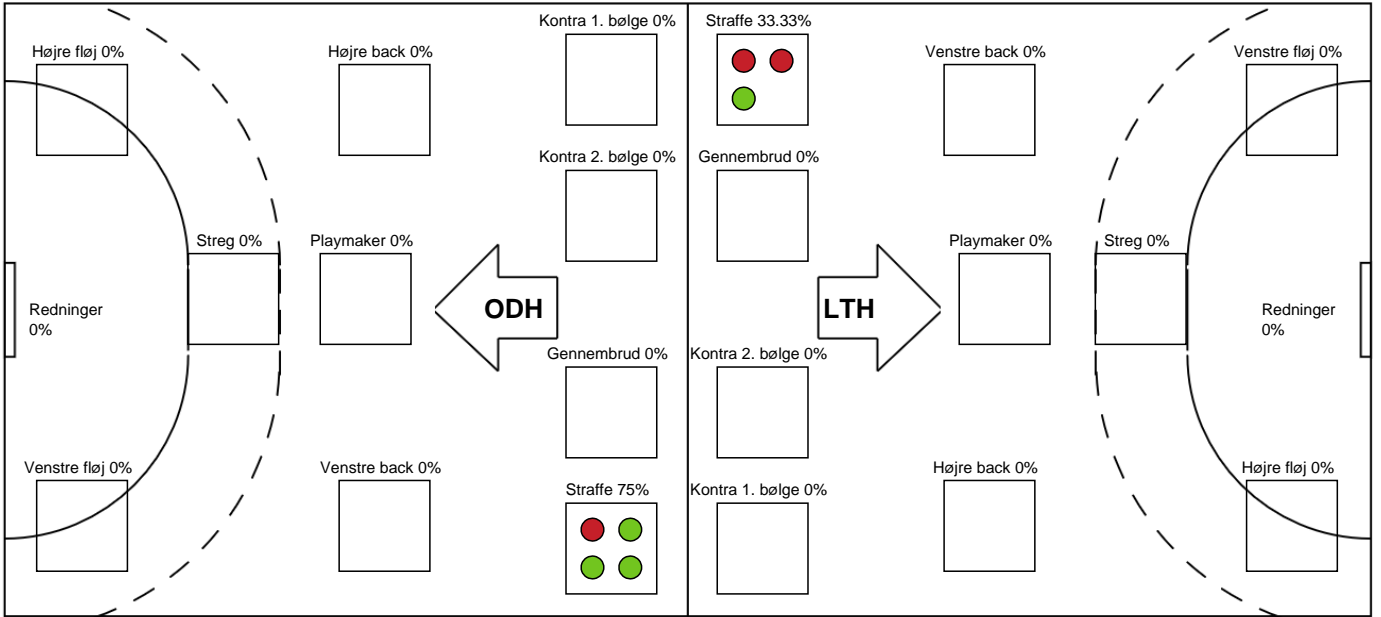 Kontra 1. bølge 0%
Straffe 33.33%
Højre fløj 0%
Højre back 0%
Venstre back 0%
Venstre fløj 0%
Kontra 2. bølge 0%
Gennembrud 0%
Streg 0%
Playmaker 0%
Playmaker 0%
Streg 0%
Redninger
0%
ODH
LTH
Redninger
0%
Gennembrud 0%
Kontra 2. bølge 0%
Venstre fløj 0%
Venstre back 0%
Højre back 0%
Højre fløj 0%
Straffe 75%
Kontra 1. bølge 0%